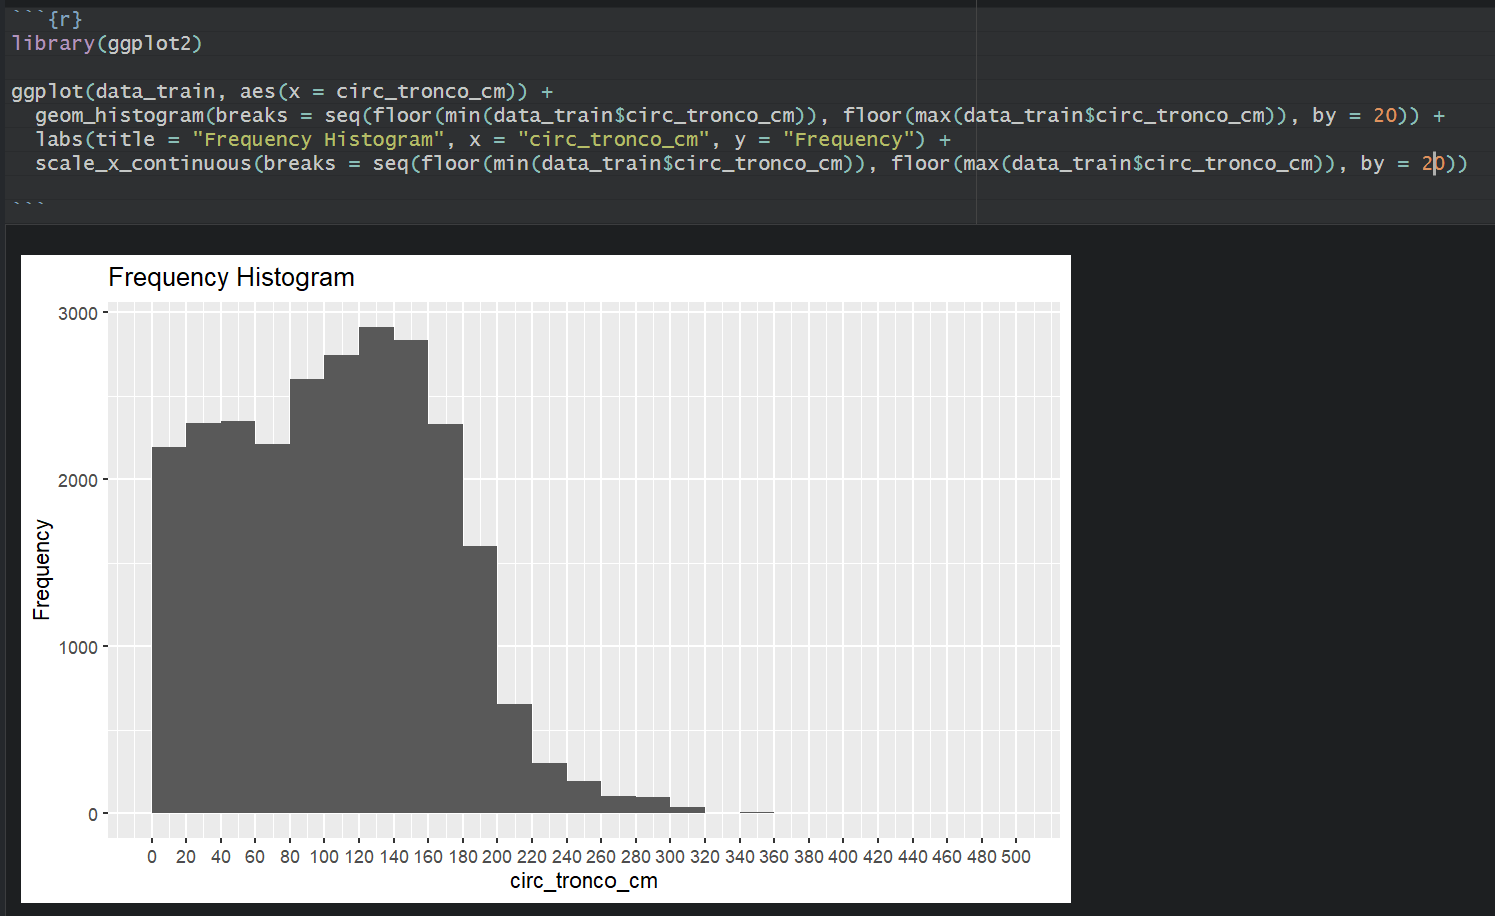 ```{r}
library(ggplot2)
ggplot(data_train, aes(x = circ_tronco_cm)) +
  geom_histogram(breaks = seq(floor(min(data_train$circ_tronco_cm)), floor(max(data_train$circ_tronco_cm)), by = 20)) +
  labs(title = "Frequency Histogram", x = "circ_tronco_cm", y = "Frequency") +
  scale_x_continuous(breaks = seq(floor(min(data_train$circ_tronco_cm)), floor(max(data_train$circ_tronco_cm)), by = 20))
```
Frequency Histogram
3000
2000
1000
0
Frequency
0 20 40 60 80 100 120 140 160 180 200 220 240 260 280 300 320 340 360 380 400 420 440 460 480 500
circ_tronco_cm